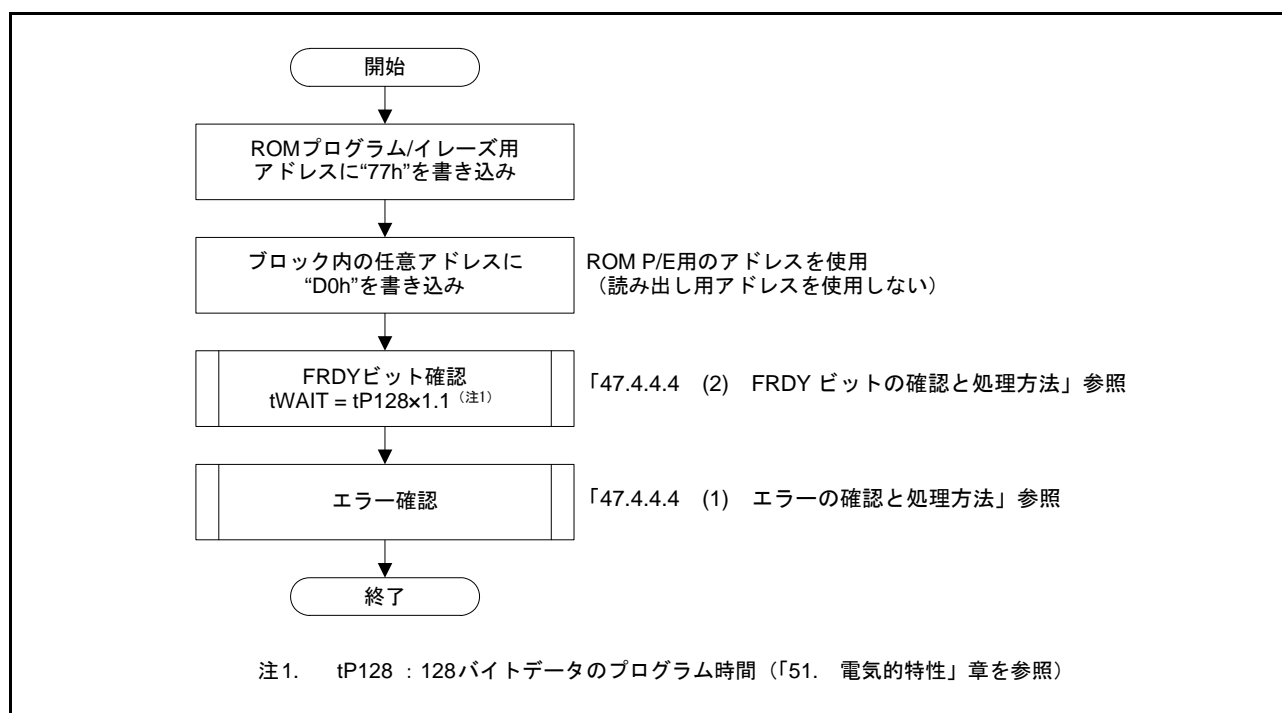 開始
ROMプログラム/イレーズ用
アドレスに“77h”を書き込み
ブロック内の任意アドレスに
“D0h”を書き込み
ROM P/E用のアドレスを使用
（読み出し用アドレスを使用しない）
FRDYビット確認
tWAIT = tP128×1.1（注1）
「47.4.4.4　(2)　FRDY ビットの確認と処理方法」参照
エラー確認
「47.4.4.4　(1)　エラーの確認と処理方法」参照
終了
注1.　tP128 ：128バイトデータのプログラム時間（「51.　電気的特性」章を参照）